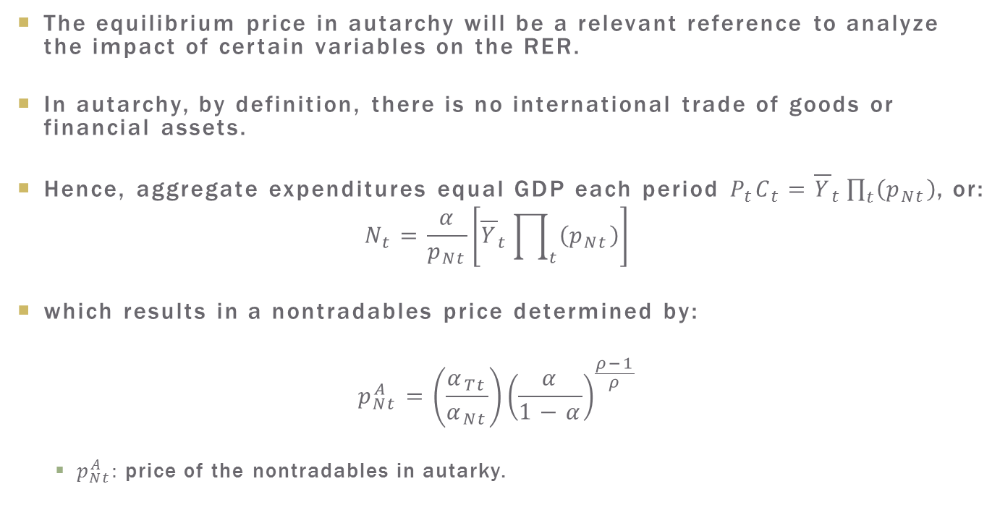 ▪ The equilibrium price in autarchy will be a relevant reference to analyze
the impact of certain variables on the RER.
▪ In autarchy, by definition, there is no international trade of goods or
financial assets.
▪ Hence, aggregate expenditures equal GDP each period $P_t C_t = \overline{Y}_t \prod_t (p_{Nt})$, or:
$N_t = \frac{\alpha}{p_{Nt}} \left[ \overline{Y}_t \prod_t (p_{Nt}) \right]$
▪ which results in a nontradables price determined by:
$p_{Nt}^A = \left( \frac{\alpha_{Tt}}{\alpha_{Nt}} \right) \left( \frac{\alpha}{1 - \alpha} \right)^{\frac{\rho - 1}{\rho}}$
▪ $p_{Nt}^A$: price of the nontradables in autarky.